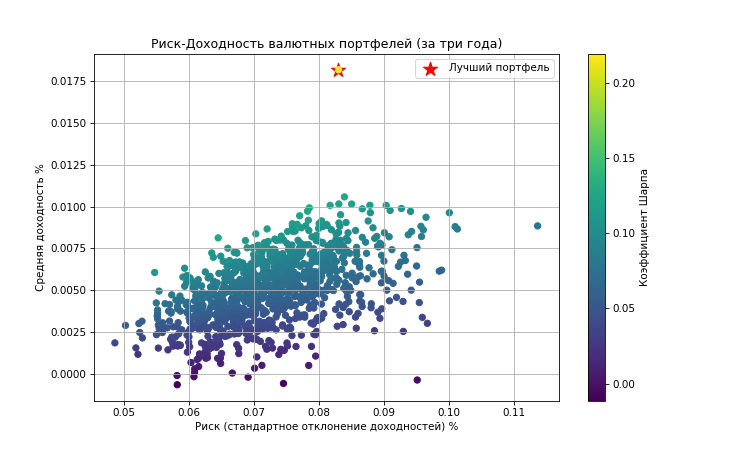 Риск-Доходность валютных портфелей (за три года)
Лучший портфель
0.0175
0.0150
0.0125
0.0100
0.0075
0.0050
0.0025
0.0000
Средняя доходность %
0.05 0.06 0.07 0.08 0.09 0.10 0.11
Риск (стандартное отклонение доходностей) %
0.20
0.15
0.10
0.05
0.00
Коэффициент Шарпа